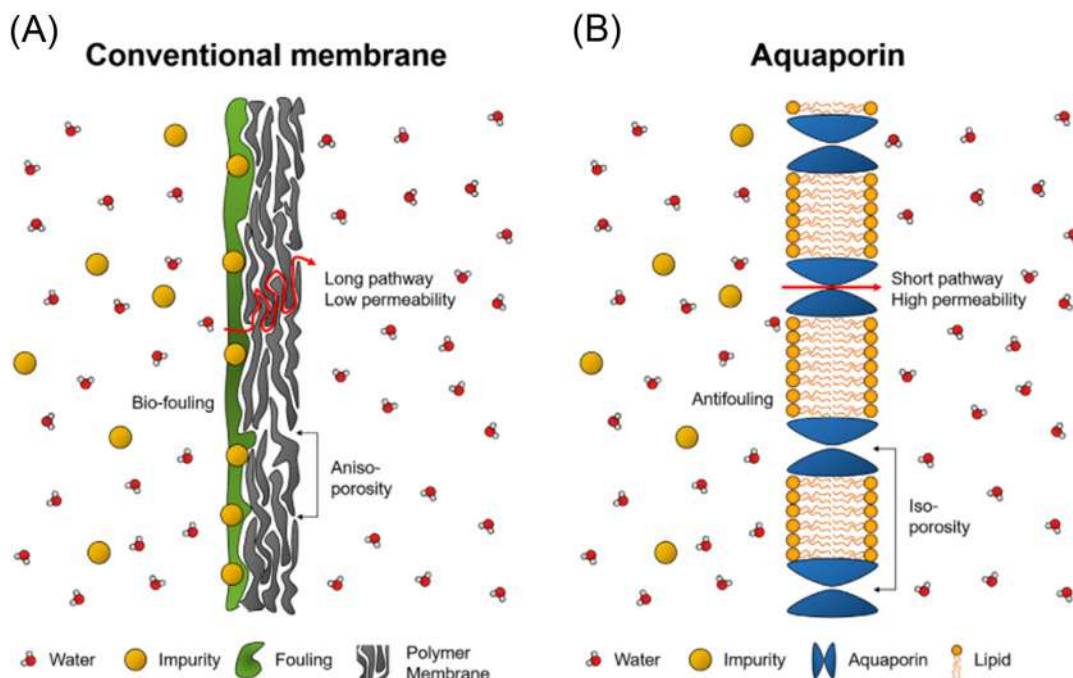 (A)
Conventional membrane
Long pathway
Low permeability
Bio-fouling
Aniso-
porosity
Water
Impurity
Fouling
Polymer
Membrane
(B)
Aquaporin
Short pathway
High permeability
Antifouling
Iso-
porosity
Water
Impurity
Aquaporin
Lipid